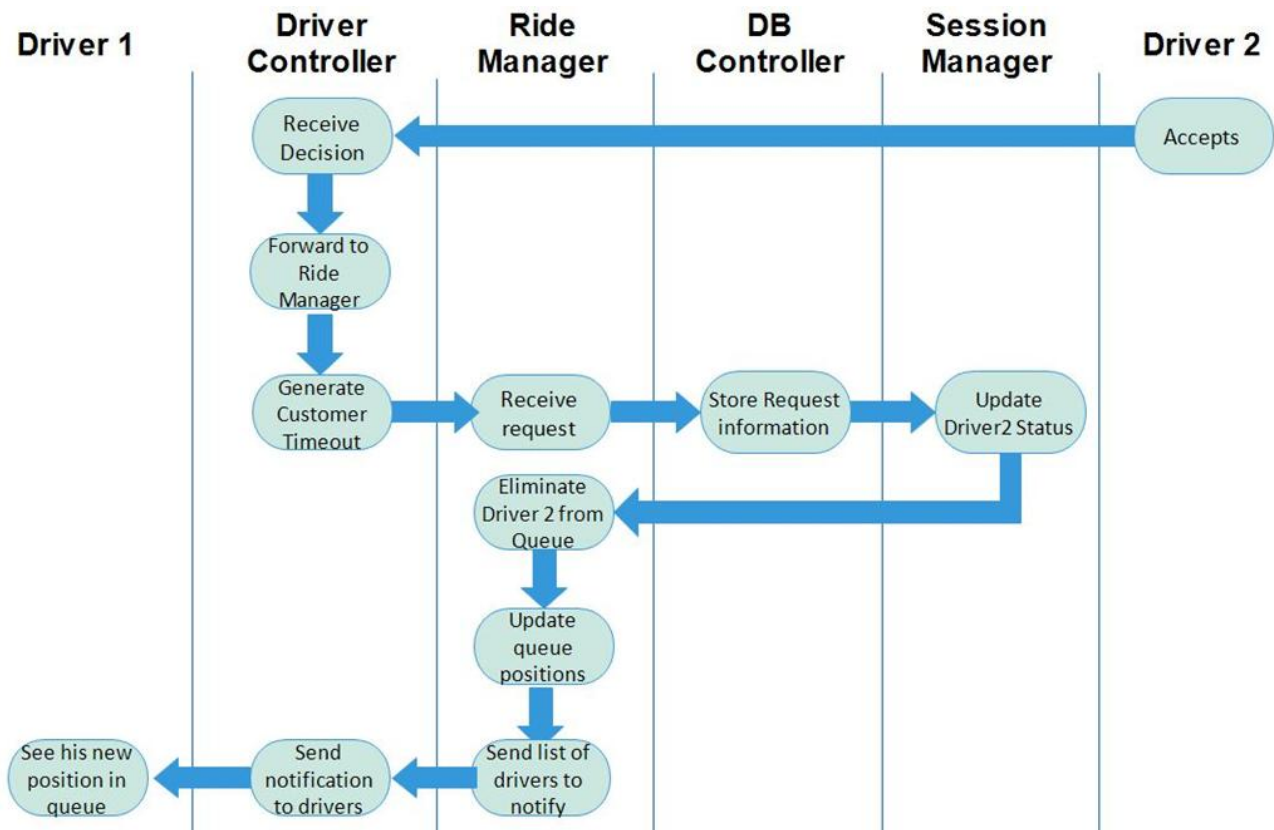 Driver 1
Driver
Controller
Ride
Manager
DB
Controller
Session
Manager
Driver 2
Receive
Decision
Accepts
Forward to
Ride
Manager
Generate
Customer
Timeout
Receive
request
Store Request
information
Update
Driver2 Status
Eliminate
Driver 2 from
Queue
Update
queue
positions
See his new
position in
queue
Send
notification
to drivers
Send list of
drivers to
notify